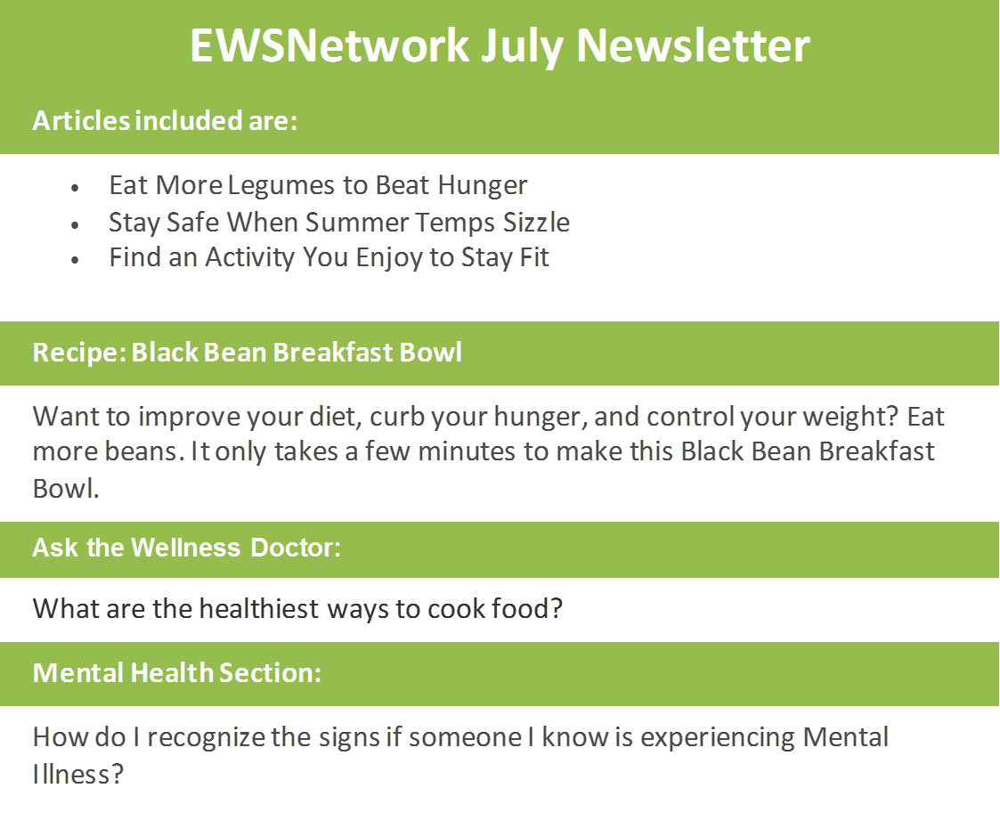 EWSNetwork July Newsletter
Articles included are:
• Eat More Legumes to Beat Hunger
• Stay Safe When Summer Temps Sizzle
• Find an Activity You Enjoy to Stay Fit
Recipe: Black Bean Breakfast Bowl
Want to improve your diet, curb your hunger, and control your weight? Eat
more beans. It only takes a few minutes to make this Black Bean Breakfast
Bowl.
Ask the Wellness Doctor:
What are the healthiest ways to cook food?
Mental Health Section:
How do I recognize the signs if someone I know is experiencing Mental
Illness?